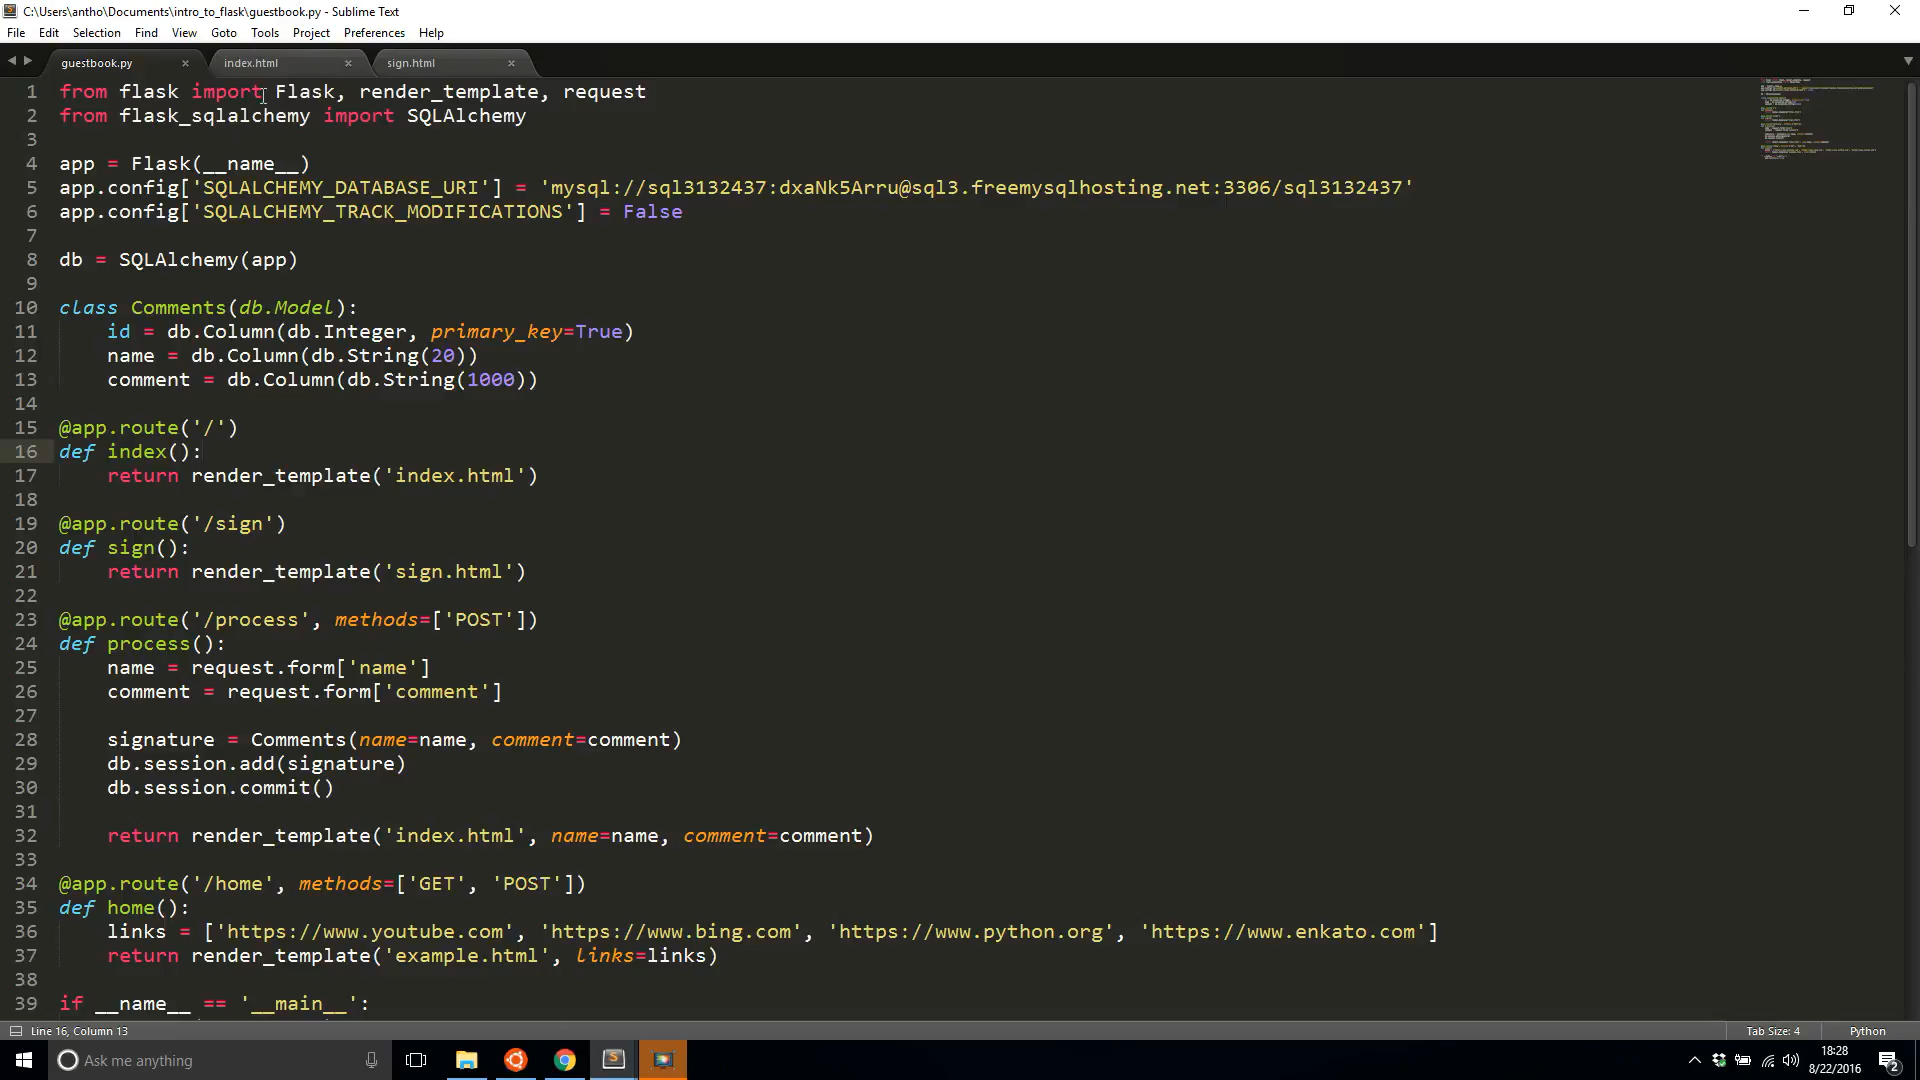 C:\Users\antho\Documents\intro_to_flask\guestbook.py - Sublime Text
File Edit Selection Find View Goto Tools Project Preferences Help
guestbook.py × index.html × sign.html ×
1 from flask import Flask, render_template, request
2 from flask_sqlalchemy import SQLAlchemy
3
4 app = Flask(__name__)
5 app.config['SQLALCHEMY_DATABASE_URI'] = 'mysql://sql3132437:dxaNk5Arru@sql3.freemysqlhosting.net:3306/sql3132437'
6 app.config['SQLALCHEMY_TRACK_MODIFICATIONS'] = False
7
8 db = SQLAlchemy(app)
9
10 class Comments(db.Model):
11     id = db.Column(db.Integer, primary_key=True)
12     name = db.Column(db.String(20))
13     comment = db.Column(db.String(1000))
14
15 @app.route('/')
16 def index():
17     return render_template('index.html')
18
19 @app.route('/sign')
20 def sign():
21     return render_template('sign.html')
22
23 @app.route('/process', methods=['POST'])
24 def process():
25     name = request.form['name']
26     comment = request.form['comment']
27
28     signature = Comments(name=name, comment=comment)
29     db.session.add(signature)
30     db.session.commit()
31
32     return render_template('index.html', name=name, comment=comment)
33
34 @app.route('/home', methods=['GET', 'POST'])
35 def home():
36     links = ['https://www.youtube.com', 'https://www.bing.com', 'https://www.python.org', 'https://www.enkato.com']
37     return render_template('example.html', links=links)
38
39 if __name__ == '__main__':
Line 16, Column 13 Tab Size: 4 Python
Ask me anything
18:28
8/22/2016
2